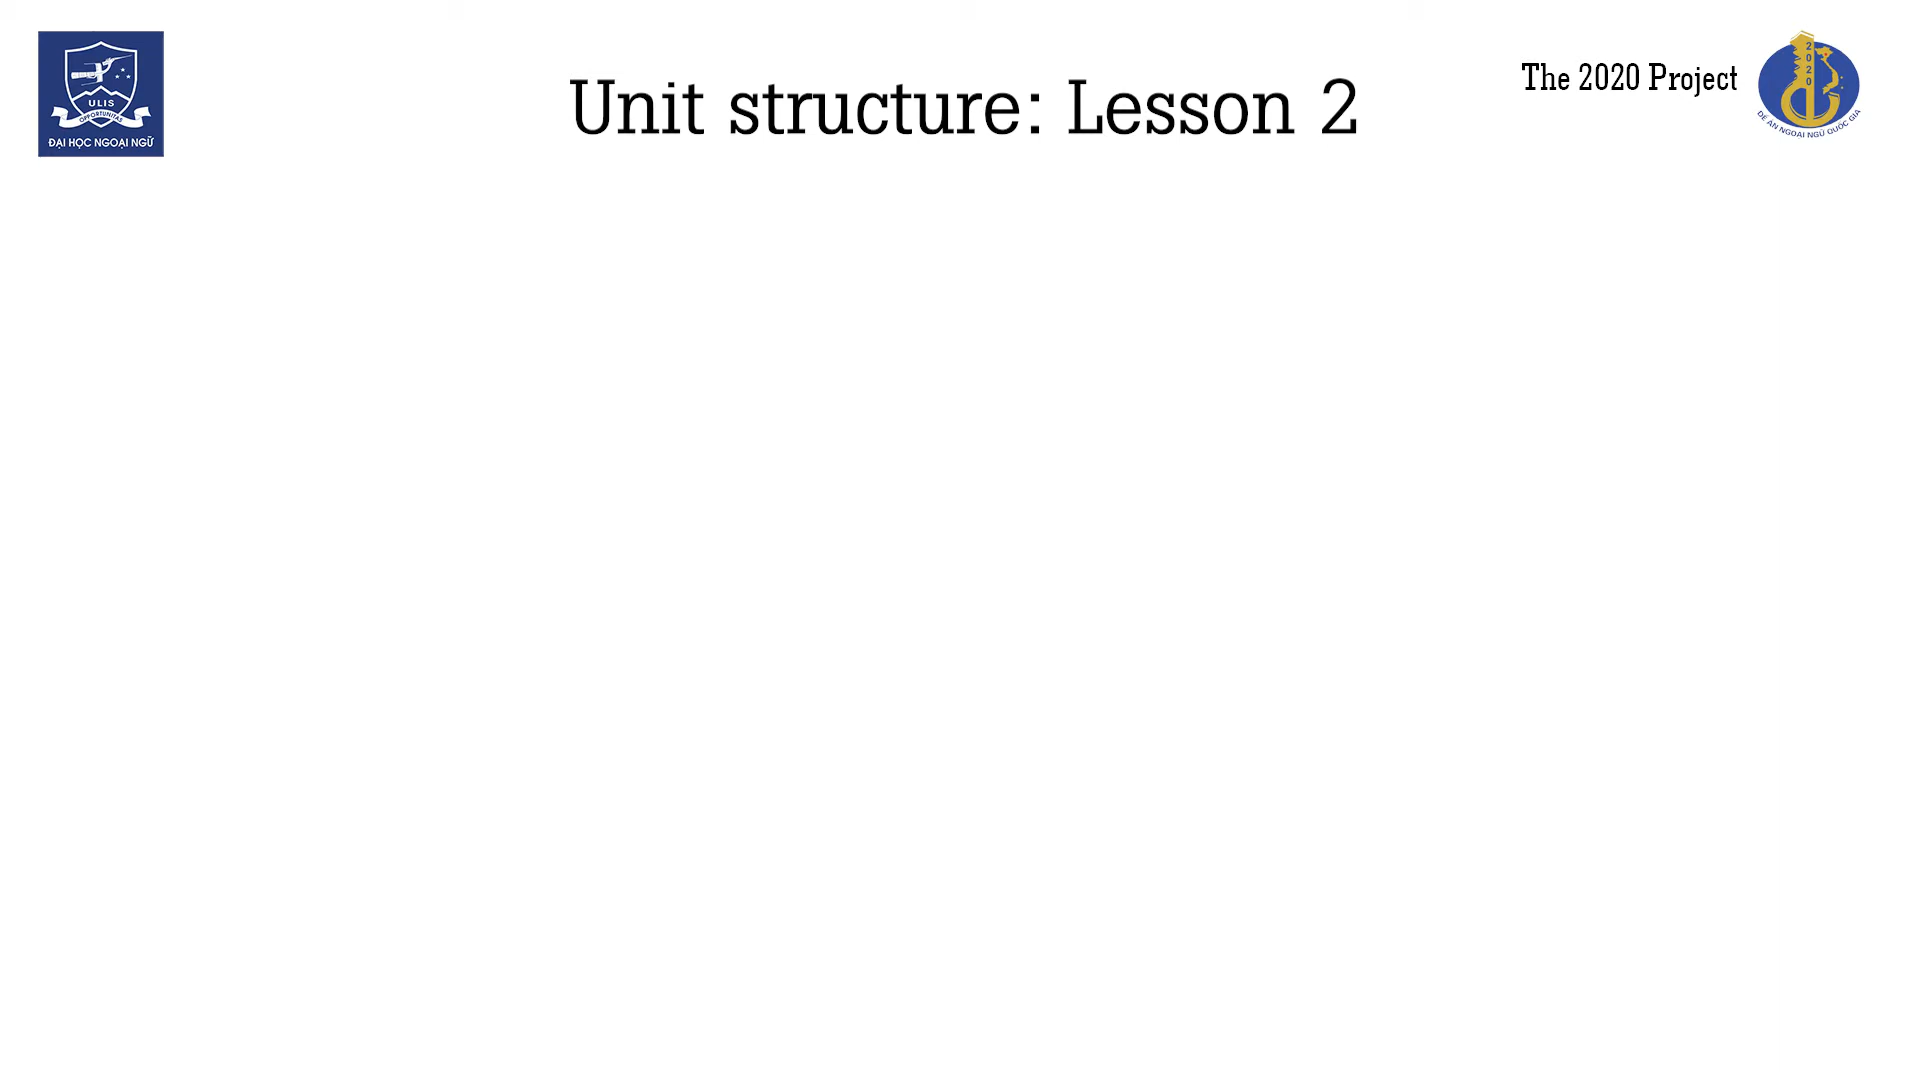 ULIS
OPPORTUNITAS
ĐẠI HỌC NGOẠI NGỮ
Unit structure: Lesson 2
The 2020 Project
2020
ĐỀ ÁN NGOẠI NGỮ QUỐC GIA